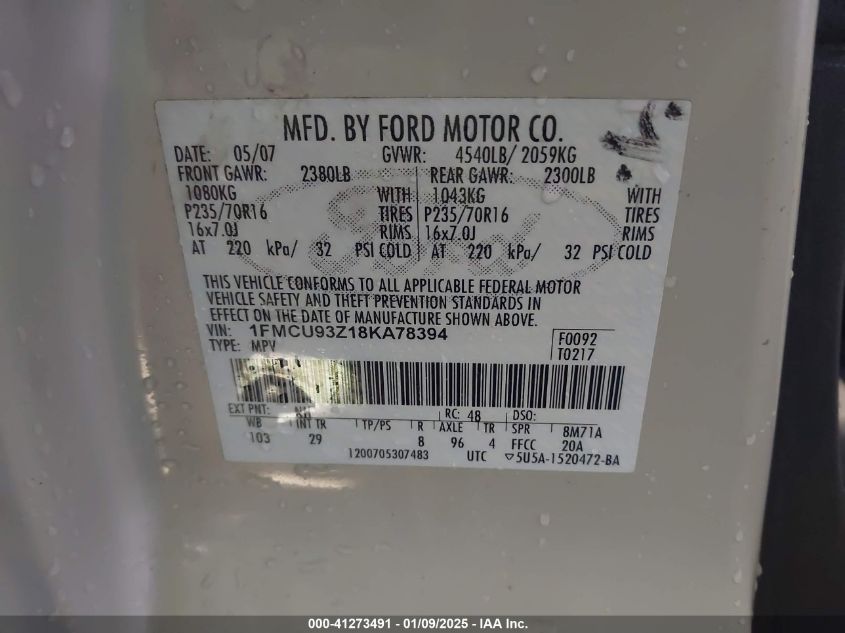 MFD. BY FORD MOTOR CO.
DATE: 05/07 GVWR: 4540LB/ 2059KG
FRONT GAWR: 2380LB REAR GAWR: 2300LB
1080KG WITH 1043KG WITH
P235/70R16 TIRES P235/70R16 TIRES
16x7.0J RIMS 16x7.0J RIMS
AT 220 kPa/ 32 PSI COLD AT 220 kPa/ 32 PSI COLD
Ford
THIS VEHICLE CONFORMS TO ALL APPLICABLE FEDERAL MOTOR
VEHICLE SAFETY AND THEFT PREVENTION STANDARDS IN
EFFECT ON THE DATE OF MANUFACTURE SHOWN ABOVE.
VIN: 1FMCU93Z18KA78394
TYPE: MPV
F0092
T0217
EXT PNT: RC: 48 DSO:
WB INT TR TP/PS R AXLE TR SPR 8M71A
103 29 8 96 4 FFCC 20A
1200705307483 UTC ▽5U5A-1520472-BA
000-41273491 - 01/09/2025 - IAA Inc.